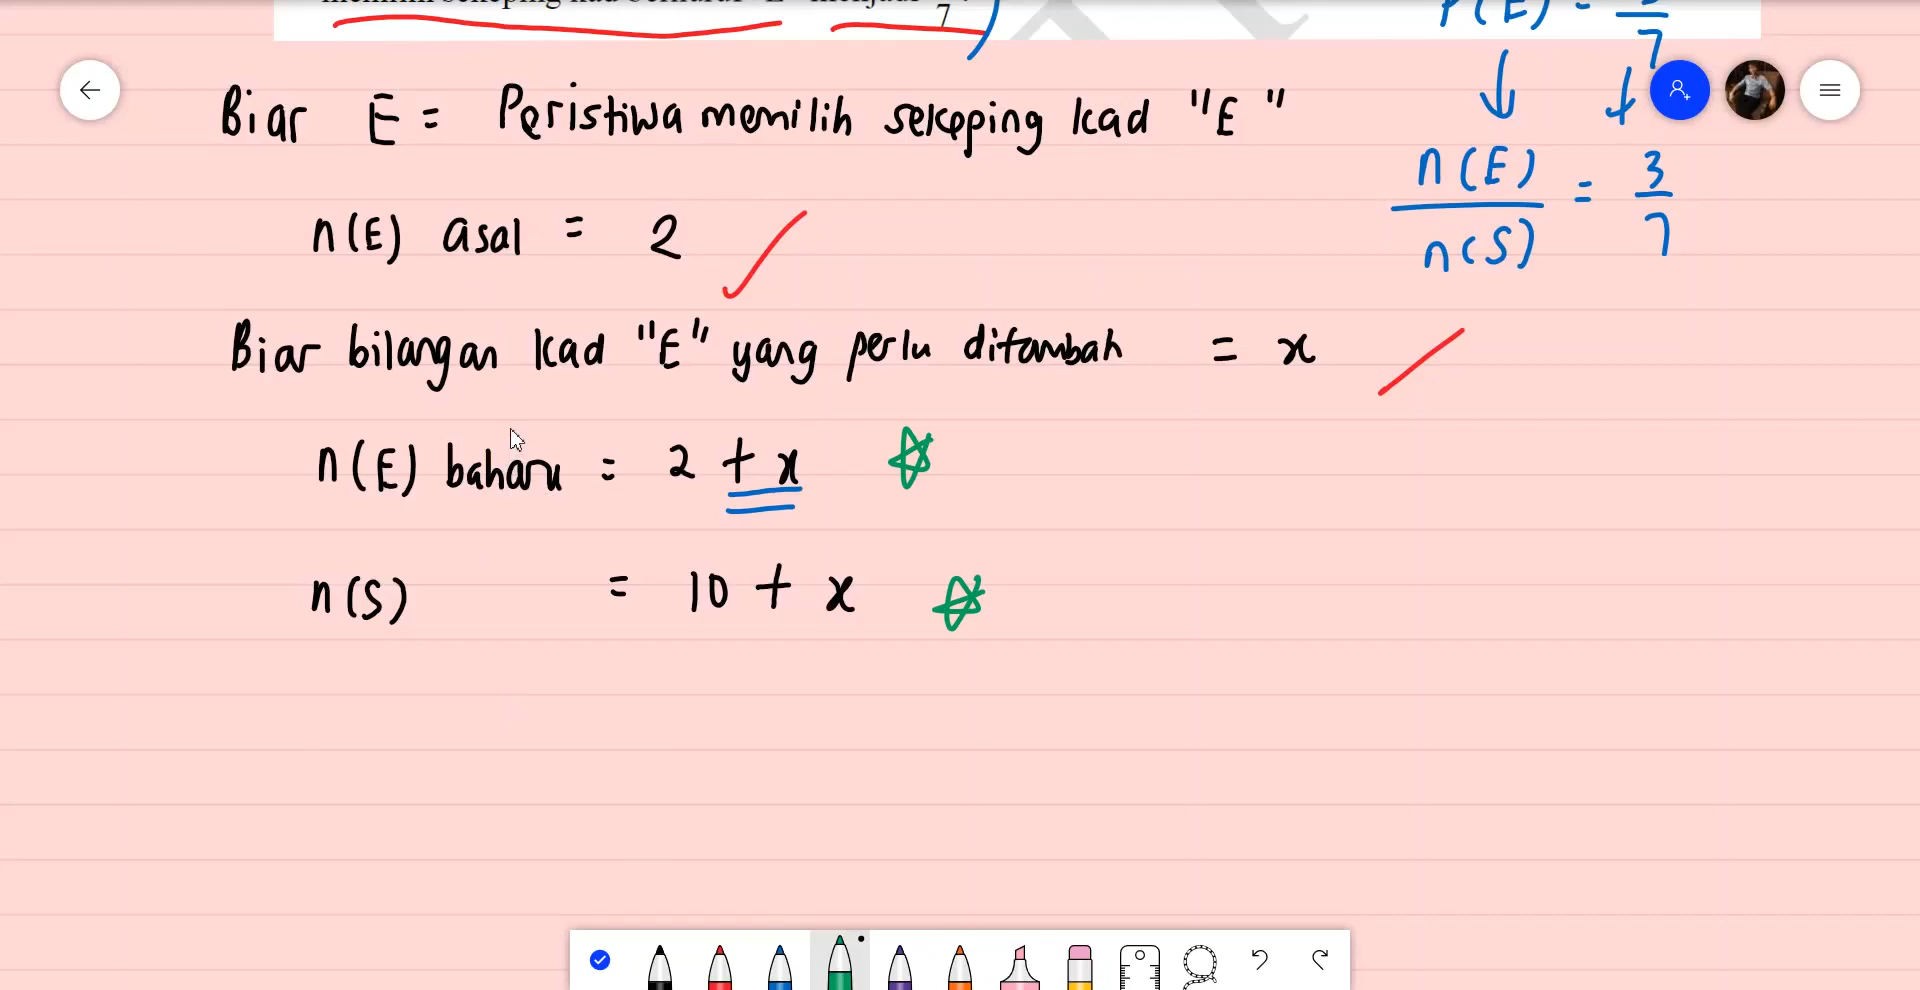 7
P(E) =
7
Biar E = Peristiwa memilih sekeping kad "E"
n(E)
n(S)
= 3
7
n(E) asal = 2
Biar bilangan kad "E" yang perlu ditambah = x
n(E) baharu = 2 + x
n(S) = 10 + x